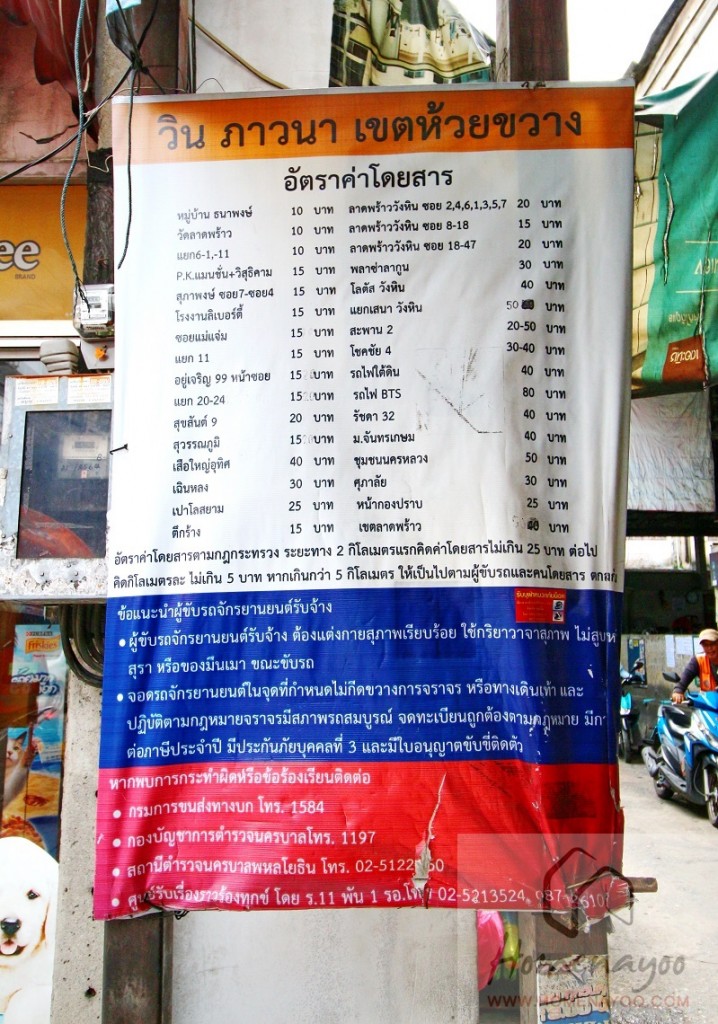 วิน ภาวนา เขตห้วยขวาง
อัตราค่าโดยสาร
หมู่บ้าน ธนาพงษ์ 10 บาท ลาดพร้าววังหิน ซอย 2,4,6,1,3,5,7 20 บาท
วัดลาดพร้าว 10 บาท ลาดพร้าววังหิน ซอย 8-18 15 บาท
แยก6-1,-11 10 บาท ลาดพร้าววังหิน ซอย 18-47 20 บาท
P.K.แมนชั่น+วิสุธิคาม 15 บาท พลาซ่าลากูน 30 บาท
สุภาพงษ์ ซอย7-ซอย4 15 บาท โลตัส วังหิน 40 บาท
โรงงานลิเบอร์ตี้ 15 บาท แยกเสนา วังหิน 50 บาท
ซอยแม่แจ่ม 15 บาท สะพาน 2 20-50 บาท
แยก 11 15 บาท โชคชัย 4 30-40 บาท
อยู่เจริญ 99 หน้าซอย 15 บาท รถไฟใต้ดิน 40 บาท
แยก 20-24 15 บาท รถไฟ BTS 80 บาท
สุขสันต์ 9 20 บาท รัชดา 32 40 บาท
สุวรรณภูมิ 15 บาท ม.จันทรเกษม 40 บาท
เสือใหญ่อุทิศ 40 บาท ชุมชนนครหลวง 50 บาท
เฉินหลง 30 บาท ศุภาลัย 30 บาท
เปาโลสยาม 25 บาท หน้ากองปราบ 25 บาท
ตึกร้าง 15 บาท เขตลาดพร้าว บาท
อัตราค่าโดยสารตามกฎกระทรวง ระยะทาง 2 กิโลเมตรแรกคิดค่าโดยสารไม่เกิน 25 บาท ต่อไป
คิดกิโลเมตรละ ไม่เกิน 5 บาท หากเกินกว่า 5 กิโลเมตร ให้เป็นไปตามผู้ขับรถและคนโดยสาร
ข้อแนะนำผู้ขับรถจักรยานยนต์รับจ้าง
• ผู้ขับรถจักรยานยนต์รับจ้าง ต้องแต่งกายสุภาพเรียบร้อย ใช้กริยาวาจาสุภาพ ไม่สูบ
สุรา หรือของมึนเมา ขณะขับรถ
• จอดรถจักรยานยนต์ในจุดที่กำหนดไม่กีดขวางการจราจร หรือทางเดินเท้า และ
ปฏิบัติตามกฎหมายจราจรมีสภาพรถสมบูรณ์ จดทะเบียนถูกต้องตามกฎหมาย
ต่อภาษีประจำปี มีประกันภัยบุคคลที่ 3 และมีใบอนุญาตขับขี่ติดตัว
หากพบการกระทำผิดหรือข้อร้องเรียนติดต่อ
• กรมการขนส่งทางบก โทร. 1584
• กองบัญชาการตำรวจนครบาลโทร. 1197
• สถานีตำรวจนครบาลพหลโยธิน โทร.
• ศูนย์รับเรื่องราวร้องทุกข์ โดย ร.11 พัน 1 รอ. 02-5213524,
ee
BRAND
Homenayoo
WWW.HOMENAYOO.COM